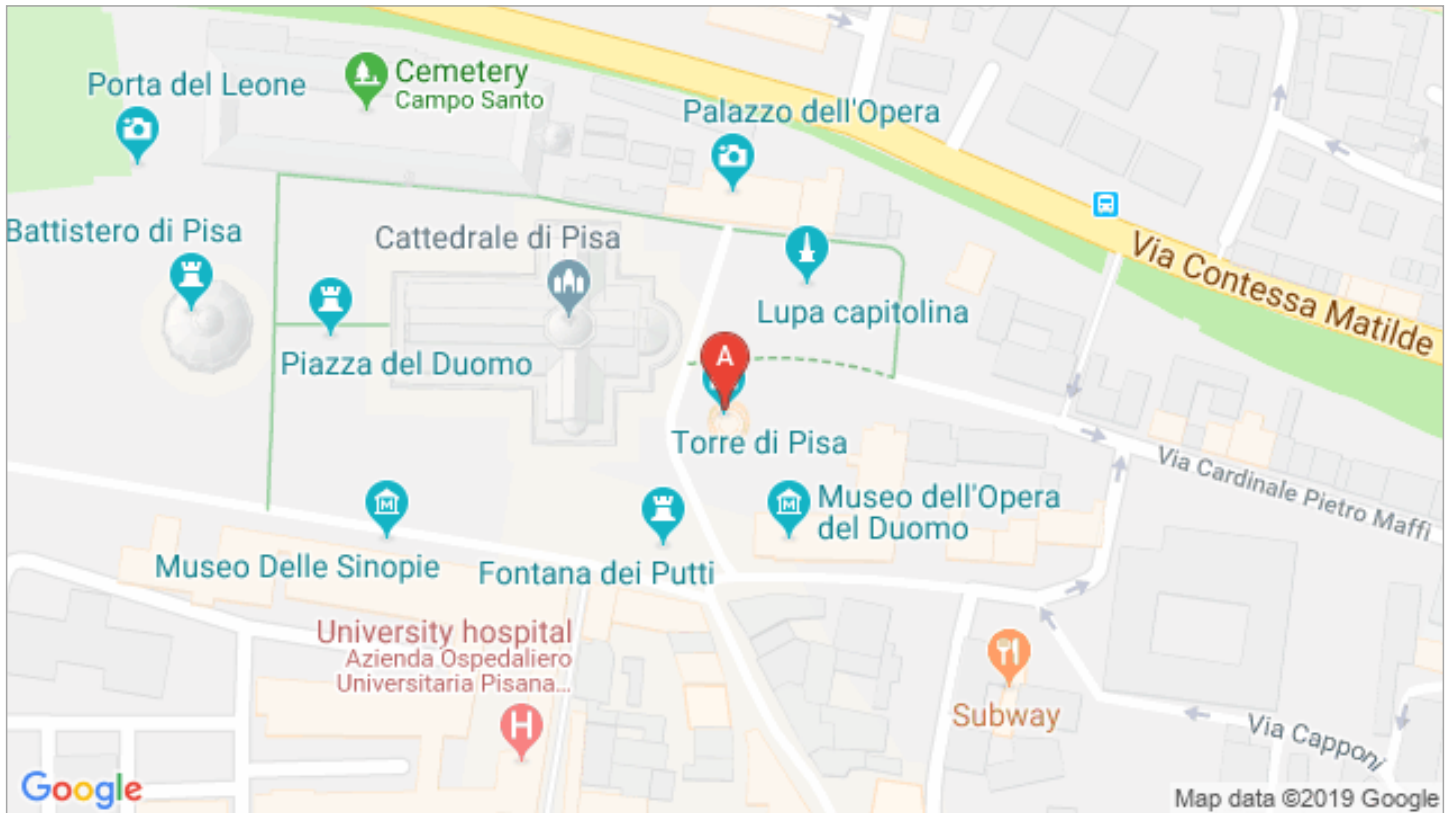 Cemetery
Campo Santo
Porta del Leone
Palazzo dell'Opera
Battistero di Pisa
Cattedrale di Pisa
Via Contessa Matilde
Lupa capitolina
Piazza del Duomo
A
Torre di Pisa
Via Cardinale Pietro Maffi
Museo dell'Opera
del Duomo
M
M
Museo Delle Sinopie
Fontana dei Putti
University hospital
Azienda Ospedaliero
Universitaria Pisana...
H
Subway
Via Capponi
Google
Map data ©2019 Google